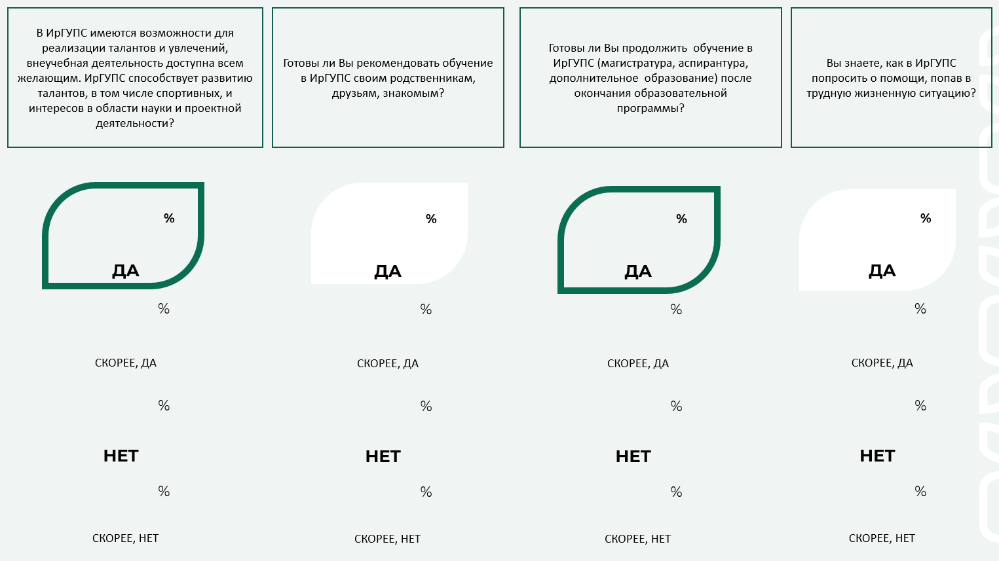 В ИрГУПС имеются возможности для
реализации талантов и увлечений,
внеучебная деятельность доступна всем
желающим. ИрГУПС способствует развитию
талантов, в том числе спортивных, и
интересов в области науки и проектной
деятельности?
Готовы ли Вы рекомендовать обучение
в ИрГУПС своим родственникам,
друзьям, знакомым?
Готовы ли Вы продолжить  обучение в
ИрГУПС (магистратура, аспирантура,
дополнительное  образование) после
окончания образовательной
программы?
Вы знаете, как в ИрГУПС
попросить о помощи, попав в
трудную жизненную ситуацию?
%
ДА
%
СКОРЕЕ, ДА
%
НЕТ
%
СКОРЕЕ, НЕТ
%
ДА
%
СКОРЕЕ, ДА
%
НЕТ
%
СКОРЕЕ, НЕТ
%
ДА
%
СКОРЕЕ, ДА
%
НЕТ
%
СКОРЕЕ, НЕТ
%
ДА
%
СКОРЕЕ, ДА
%
НЕТ
%
СКОРЕЕ, НЕТ